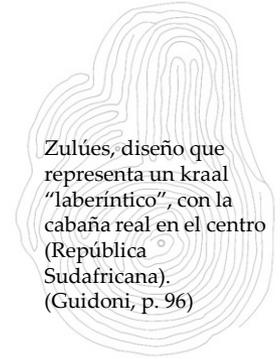 Zulúes, diseño que
representa un kraal
“laberíntico”, con la
cabaña real en el centro
(República
Sudafricana).
(Guidoni, p. 96)